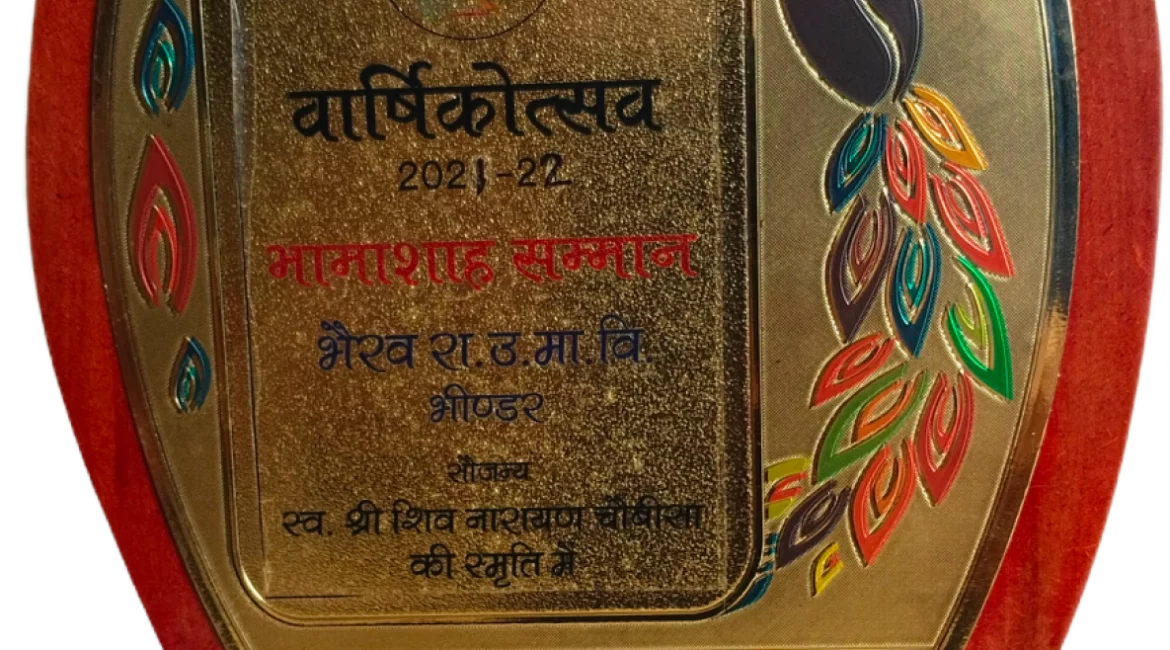 वार्षिकोत्सव
2021-22
भामाशाह सम्मान
भैरव रा.उ.मा.वि.
भीण्डर
सौजन्य
स्व. श्री शिव नारायण चौबीसा
की स्मृति में